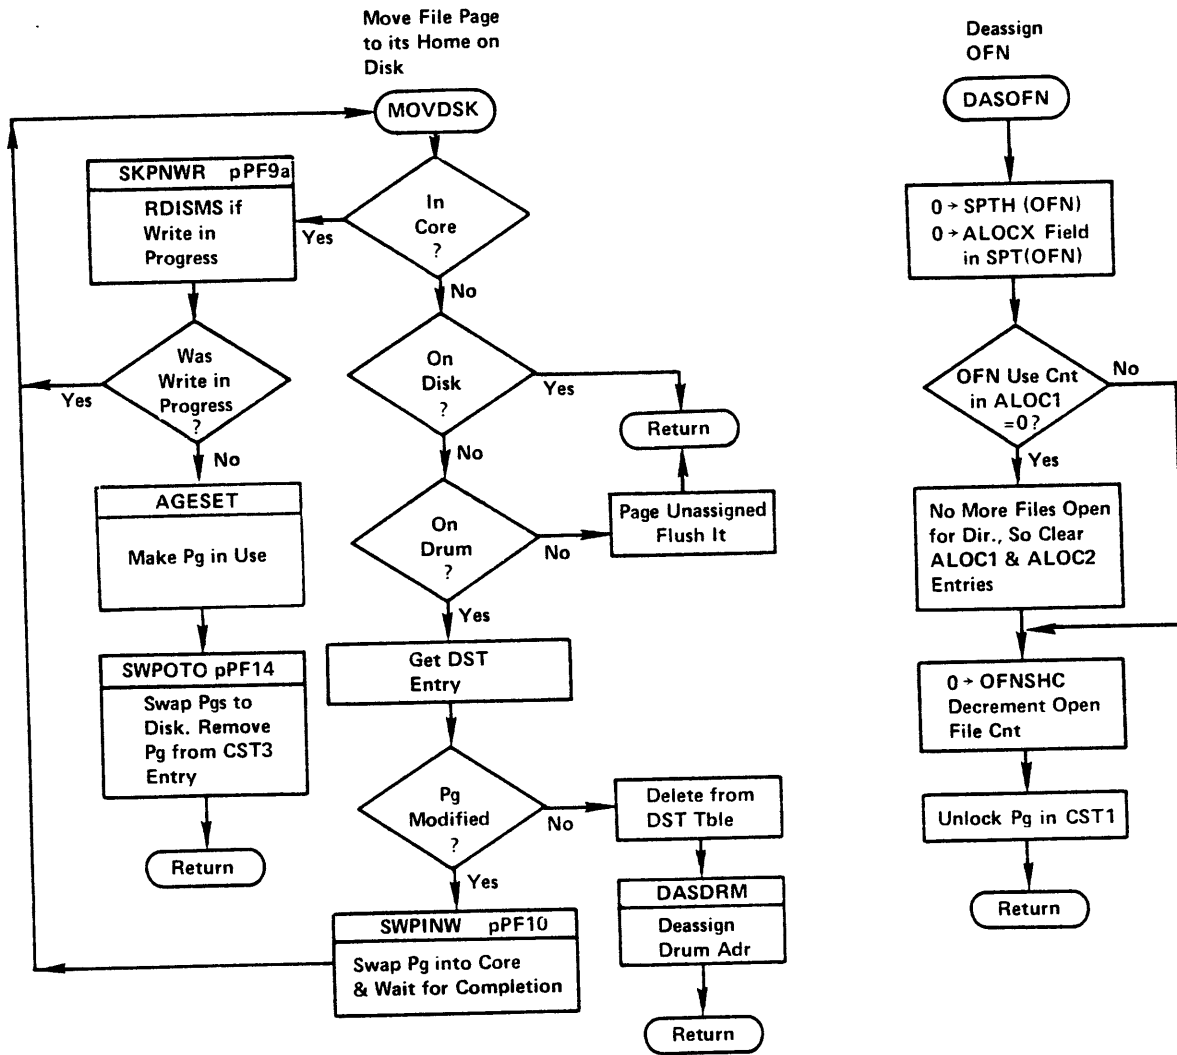 Move File Page
to its Home on
Disk
MOVDSK
SKPNWR pPF9a
RDISMS if
Write in
Progress
In
Core
?
Yes
No
Was
Write in
Progress
?
Yes
No
On
Disk
?
Yes
No
Return
AGESET
Make Pg in Use
On
Drum
?
No
Yes
Page Unassigned
Flush It
SWPOTO pPF14
Swap Pgs to
Disk. Remove
Pg from CST3
Entry
Return
Get DST
Entry
Pg
Modified
?
No
Yes
Delete from
DST Tble
DASDRM
Deassign
Drum Adr
Return
SWPINW pPF10
Swap Pg into Core
& Wait for Completion
Deassign
OFN
DASOFN
0 → SPTH (OFN)
0 → ALOCX Field
in SPT(OFN)
OFN Use Cnt
in ALOC1
=0?
No
Yes
No More Files Open
for Dir., So Clear
ALOC1 & ALOC2
Entries
0 → OFNSHC
Decrement Open
File Cnt
Unlock Pg in CST1
Return